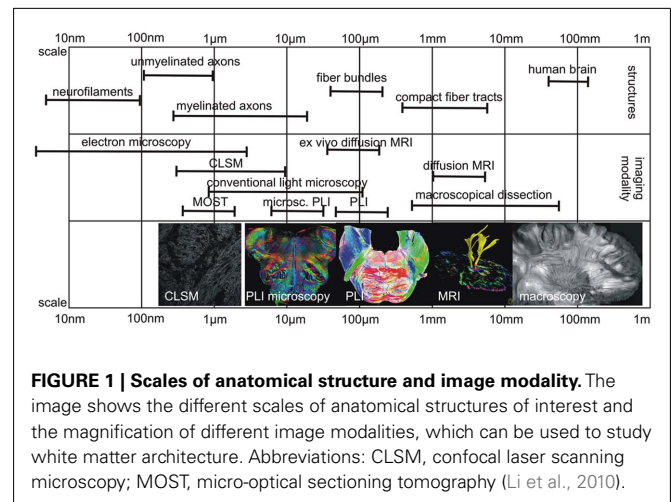 scale
10nm 100nm 1µm 10µm 100µm 1mm 10mm 100mm 1m
unmyelinated axons
neurofilaments
myelinated axons
fiber bundles
compact fiber tracts
human brain
structures
electron microscopy
ex vivo diffusion MRI
CLSM
diffusion MRI
conventional light microscopy
macroscopical dissection
MOST
microsc. PLI
PLI
imaging
modality
CLSM
PLI microscopy
PLI
MRI
macroscopy
scale
10nm 100nm 1µm 10µm 100µm 1mm 10mm 100mm 1m
FIGURE 1 | Scales of anatomical structure and image modality. The
image shows the different scales of anatomical structures of interest and
the magnification of different image modalities, which can be used to study
white matter architecture. Abbreviations: CLSM, confocal laser scanning
microscopy; MOST, micro-optical sectioning tomography (Li et al., 2010).